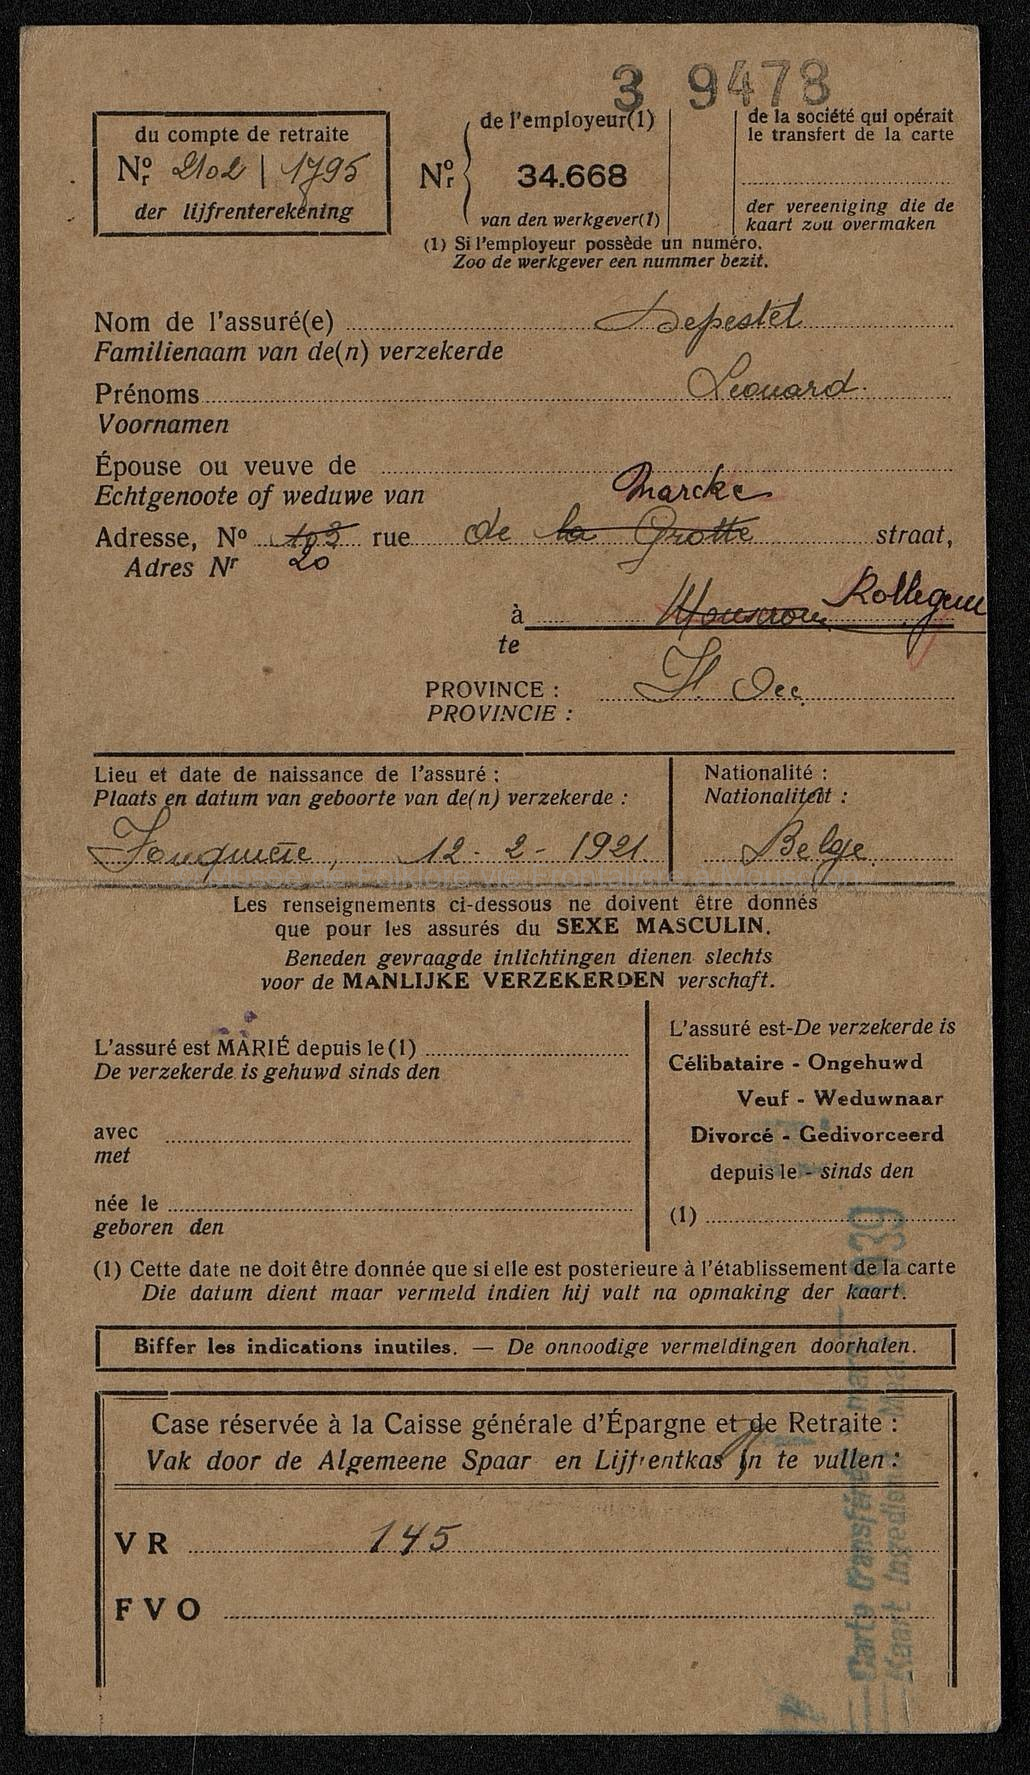 3 9478
du compte de retraite
Nº 2102 | 1795
Nr
der lijfrenterekening
de l'employeur(1)
Nº 34.668
Nr
van den werkgever(1)
de la société qui opérait
le transfert de la carte
der vereeniging die de
kaart zou overmaken
(1) Si l'employeur possède un numéro.
Zoo de werkgever een nummer bezit.
Nom de l'assuré(e) Depestel
Familienaam van de(n) verzekerde
Prénoms Leonard
Voornamen
Épouse ou veuve de
Echtgenoote of weduwe van
Marcke
Adresse, Nº 103 rue de la Grotte straat,
Adres Nr 20
à Mouscron Rollegem
te
PROVINCE : Fl. Occ.
PROVINCIE :
Lieu et date de naissance de l'assuré :
Plaats en datum van geboorte van de(n) verzekerde :
12 - 2 - 1921
Nationalité :
Nationaliteit :
Belge
Les renseignements ci-dessous ne doivent être donnés
que pour les assurés du SEXE MASCULIN.
Beneden gevraagde inlichtingen dienen slechts
voor de MANLIJKE VERZEKERDEN verschaft.
L'assuré est MARIÉ depuis le (1)
De verzekerde is gehuwd sinds den
avec
met
née le
geboren den
L'assuré est-De verzekerde is
Célibataire - Ongehuwd
Veuf - Weduwnaar
Divorcé - Gedivorceerd
depuis le - sinds den
(1)
(1) Cette date ne doit être donnée que si elle est postérieure à l'établissement de la carte
Die datum dient maar vermeld indien hij valt na opmaking der kaart.
Biffer les indications inutiles. — De onnoodige vermeldingen doorhalen.
Case réservée à la Caisse générale d'Épargne et de Retraite :
Vak door de Algemeene Spaar en Lijfrentkas in te vullen :
V R 145
F V O
Carte transférée
Kaart
1939